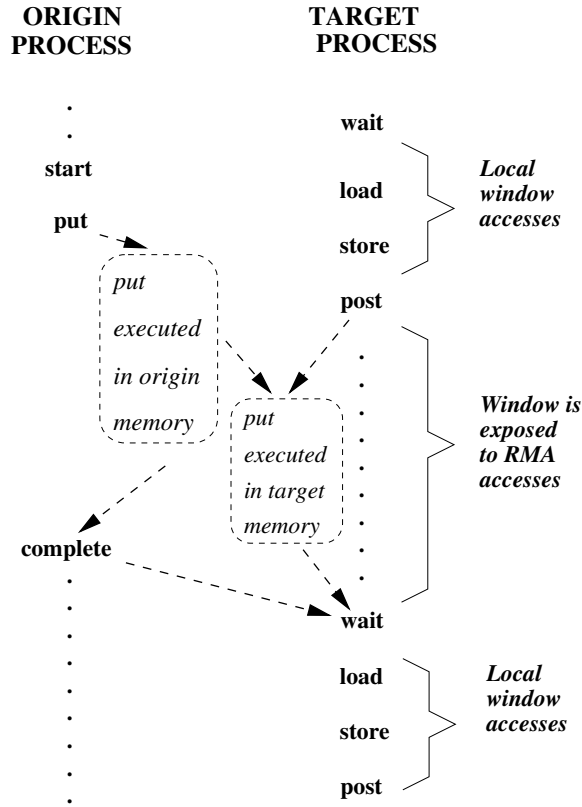 ORIGIN
PROCESS
TARGET
PROCESS
start
put
put
executed
in origin
memory
complete
wait
load
store
post
put
executed
in target
memory
wait
load
store
post
Local
window
accesses
Window is
exposed
to RMA
accesses
Local
window
accesses